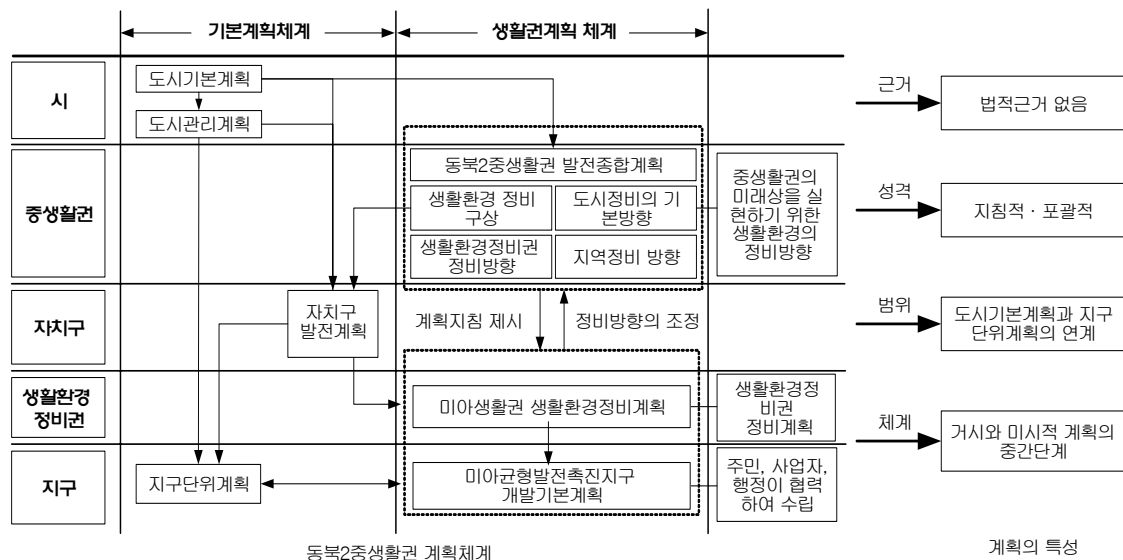 기본계획체계
생활권계획 체계
시
도시기본계획
도시관리계획
근거
법적근거 없음
중생활권
동북2중생활권 발전종합계획
생활환경 정비
구상
도시정비의 기
본방향
생활환경정비권
정비방향
지역정비 방향
중생활권의
미래상을 실
현하기 위한
생활환경의
정비방향
성격
지침적 · 포괄적
자치구
자치구
발전계획
계획지침 제시
정비방향의 조정
범위
도시기본계획과 지구
단위계획의 연계
생활환경
정비권
미아생활권 생활환경정비계획
생활환경정
비권
정비계획
체계
거시와 미시적 계획의
중간단계
지구
지구단위계획
미아균형발전촉진지구
개발기본계획
주민, 사업자,
행정이 협력
하여 수립
동북2중생활권 계획체계
계획의 특성